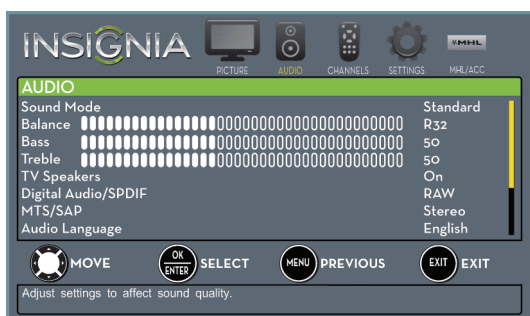 INSIGNIA
PICTURE AUDIO CHANNELS SETTINGS MHL/ACC
MHL
AUDIO
Sound Mode Standard
Balance R32
Bass 50
Treble 50
TV Speakers On
Digital Audio/SPDIF RAW
MTS/SAP Stereo
Audio Language English
MOVE OK ENTER SELECT MENU PREVIOUS EXIT EXIT
Adjust settings to affect sound quality.